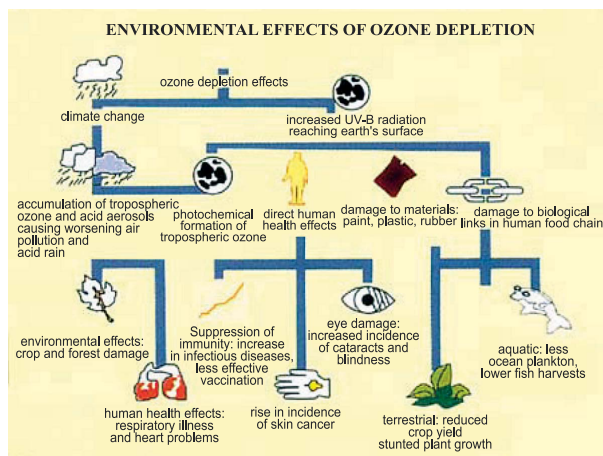 ENVIRONMENTAL EFFECTS OF OZONE DEPLETION
ozone depletion effects
climate change
increased UV-B radiation
reaching earth's surface
accumulation of tropospheric
ozone and acid aerosols
causing worsening air
pollution and
acid rain
photochemical
formation of
tropospheric ozone
direct human
health effects
damage to materials:
paint, plastic, rubber
damage to biological
links in human food chain
environmental effects:
crop and forest damage
Suppression of
immunity: increase
in infectious diseases,
less effective
vaccination
eye damage:
increased incidence
of cataracts and
blindness
aquatic: less
ocean plankton,
lower fish harvests
human health effects:
respiratory illness
and heart problems
rise in incidence
of skin cancer
terrestrial: reduced
crop yield
stunted plant growth